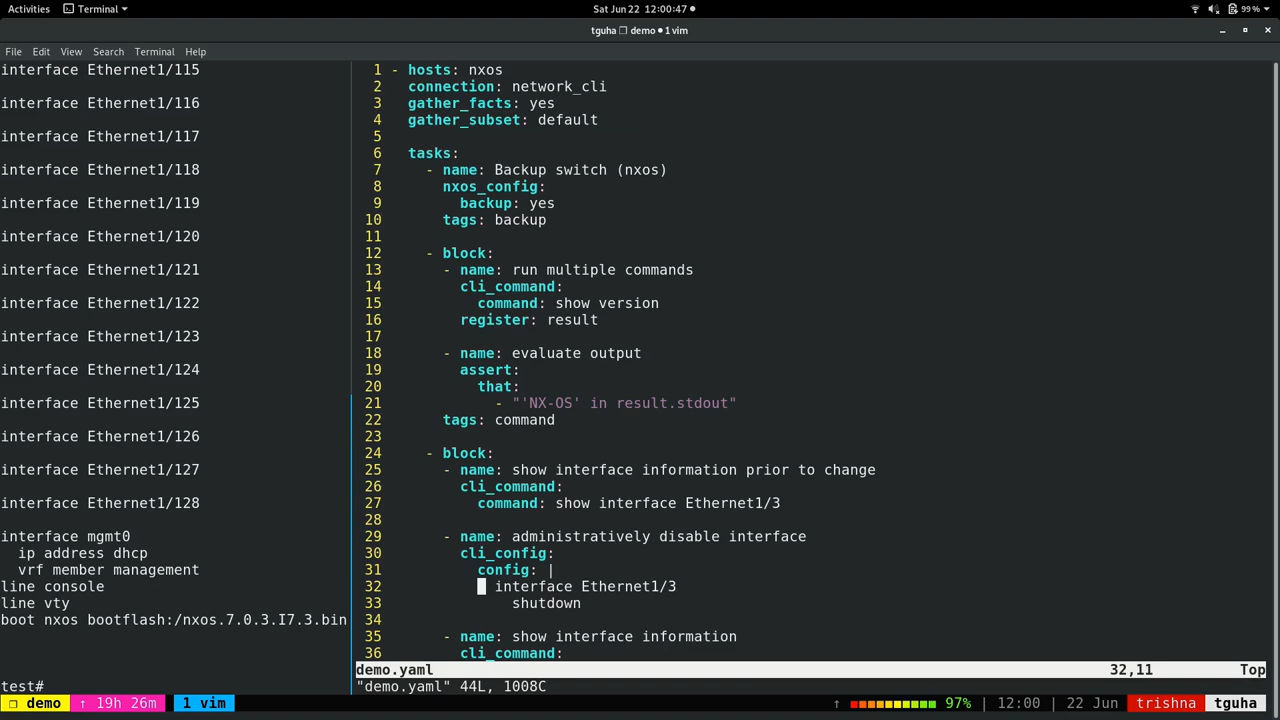 Activities Terminal Sat Jun 22 12:00:47 99%
tguha ❐ demo ● 1 vim
File Edit View Search Terminal Help
interface Ethernet1/115
interface Ethernet1/116
interface Ethernet1/117
interface Ethernet1/118
interface Ethernet1/119
interface Ethernet1/120
interface Ethernet1/121
interface Ethernet1/122
interface Ethernet1/123
interface Ethernet1/124
interface Ethernet1/125
interface Ethernet1/126
interface Ethernet1/127
interface Ethernet1/128
interface mgmt0
  ip address dhcp
  vrf member management
line console
line vty
boot nxos bootflash:/nxos.7.0.3.I7.3.bin
test#
1 - hosts: nxos
2   connection: network_cli
3   gather_facts: yes
4   gather_subset: default
5
6   tasks:
7     - name: Backup switch (nxos)
8       nxos_config:
9         backup: yes
10       tags: backup
11
12     - block:
13       - name: run multiple commands
14         cli_command:
15           command: show version
16         register: result
17
18       - name: evaluate output
19         assert:
20           that:
21             - "'NX-OS' in result.stdout"
22       tags: command
23
24     - block:
25       - name: show interface information prior to change
26         cli_command:
27           command: show interface Ethernet1/3
28
29       - name: administratively disable interface
30         cli_config:
31           config: |
32             interface Ethernet1/3
33               shutdown
34
35       - name: show interface information
36         cli_command:
demo.yaml 32,11 Top
"demo.yaml" 44L, 1008C
❐ demo ↑ 19h 26m 1 vim ↑ 97% | 12:00 | 22 Jun trishna tguha